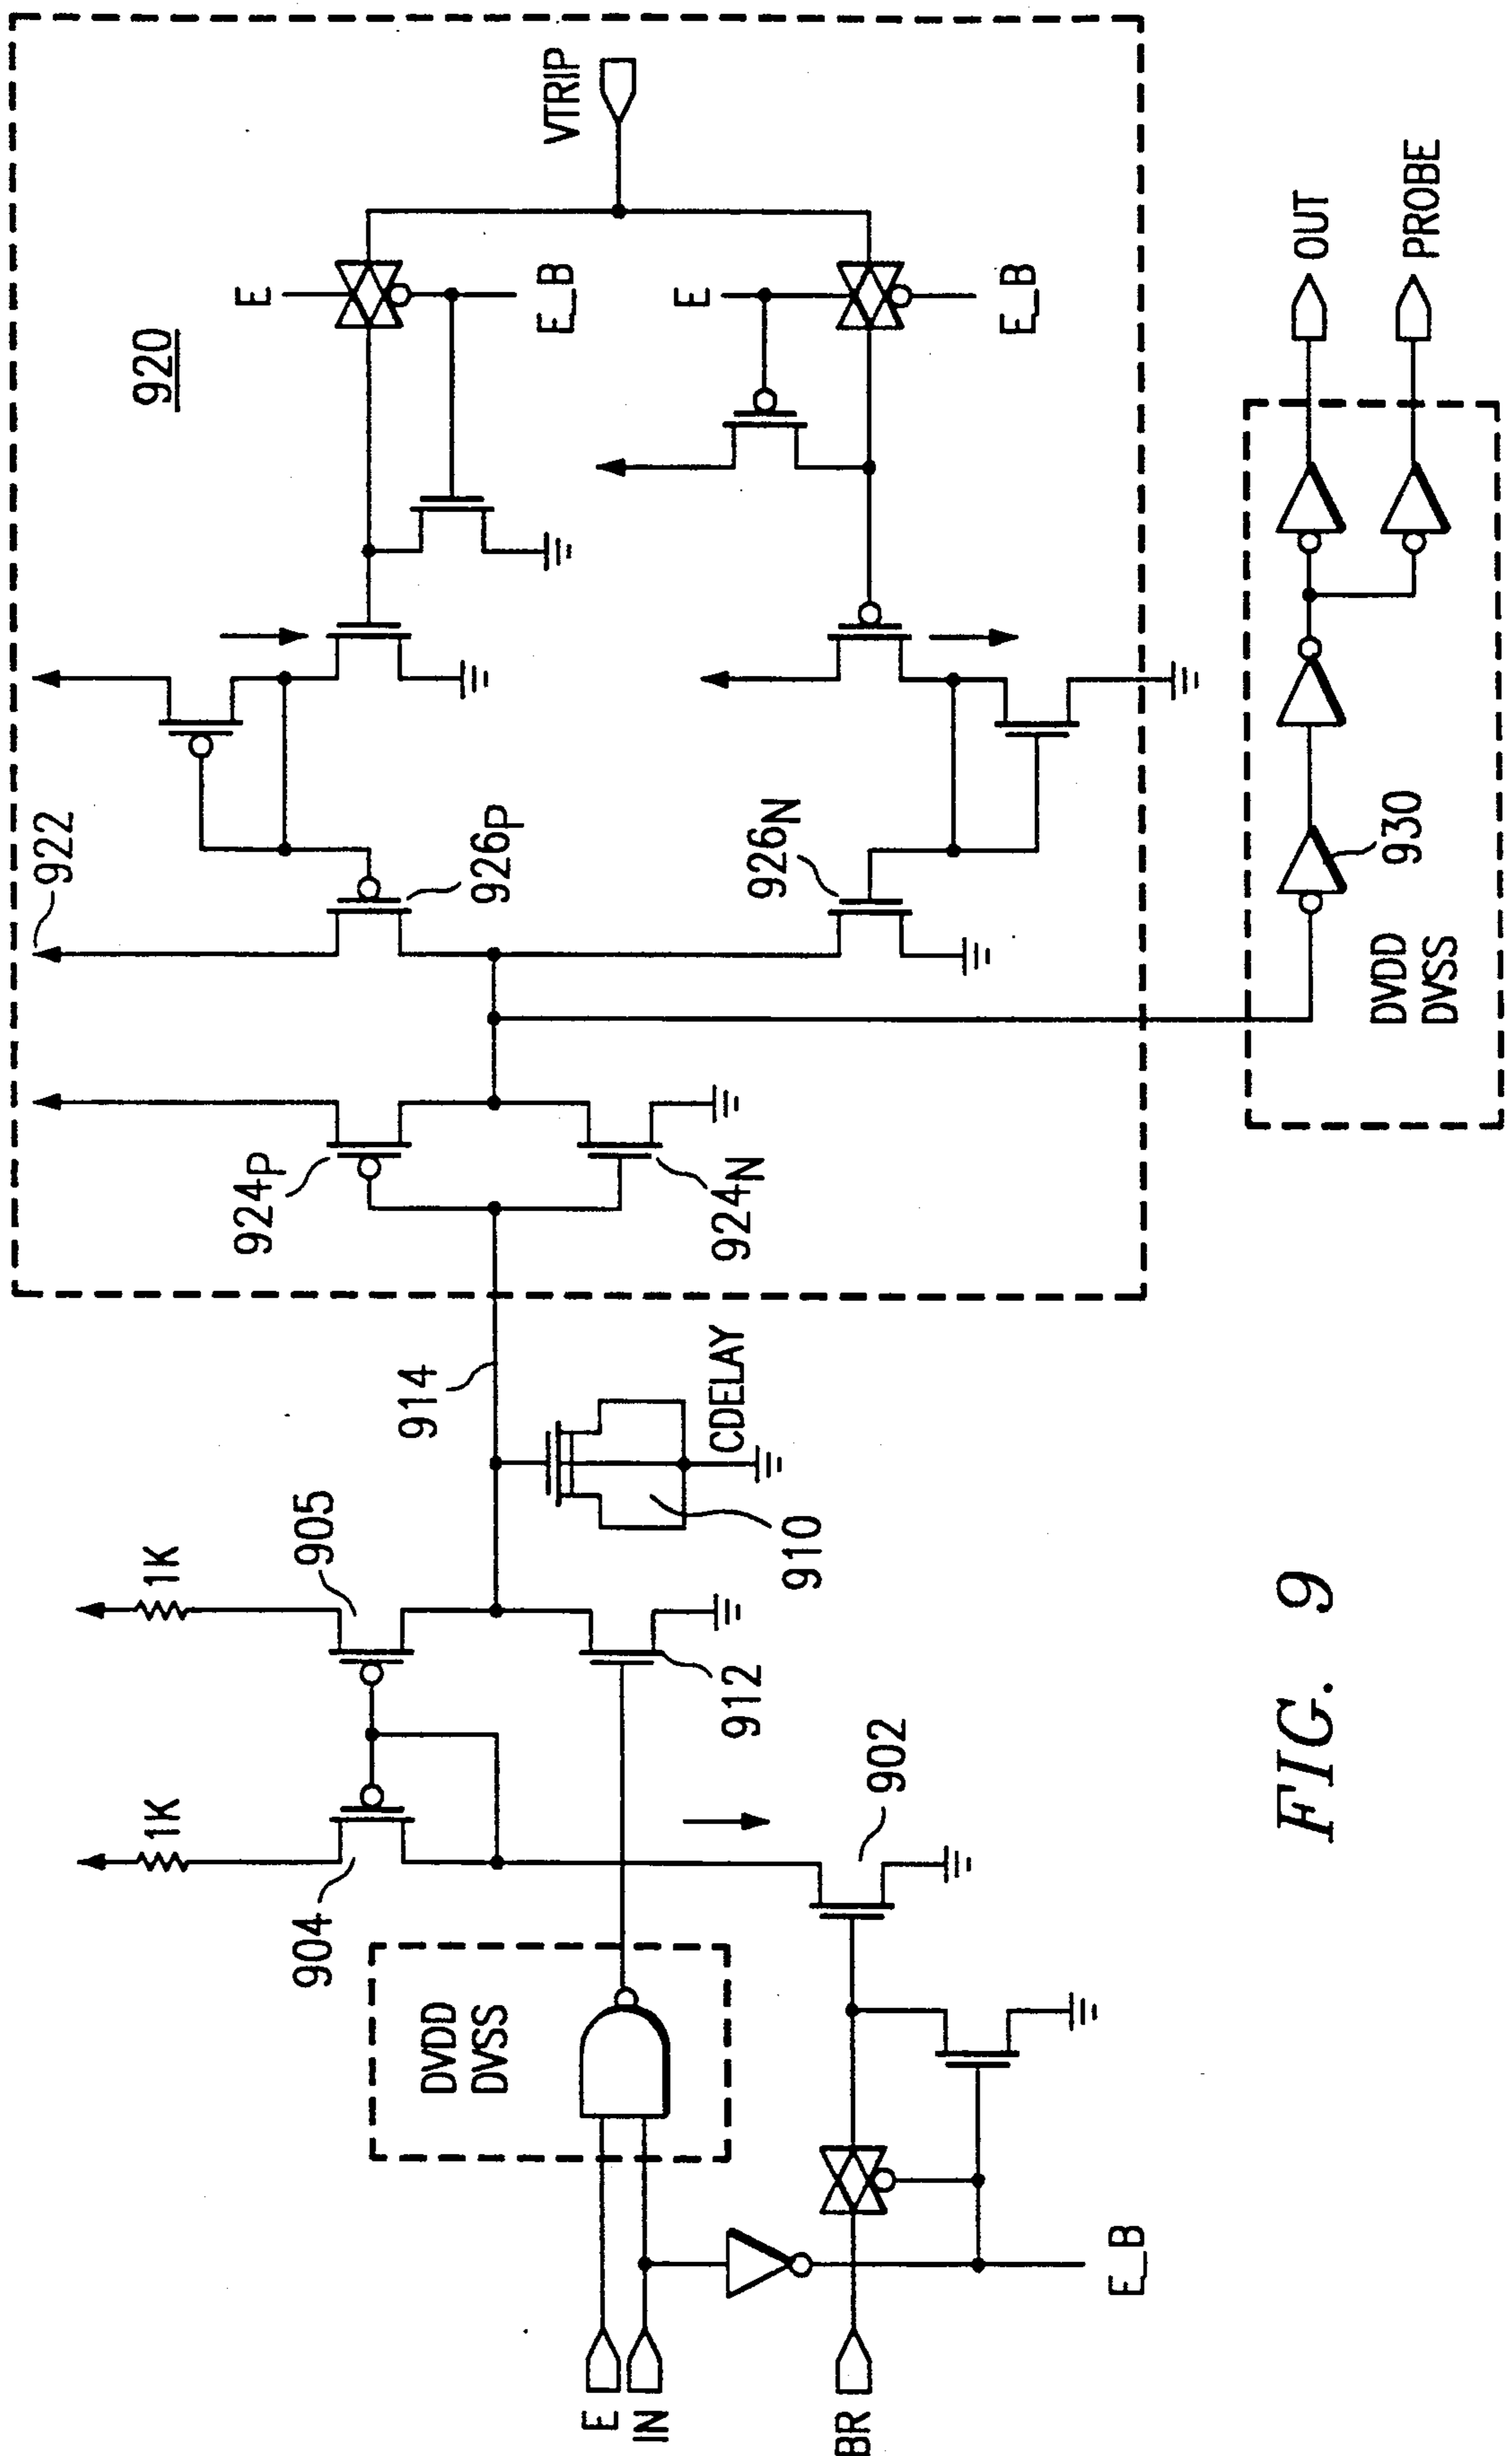 920
922
E
E_B
VTRIP
E
E_B
926P
926N
924P
924N
914
CDELAY
910
1K
905
1K
904
912
902
DVDD
DVSS
E
IN
BR
E_B
DVDD
DVSS
930
OUT
PROBE
FIG. 9